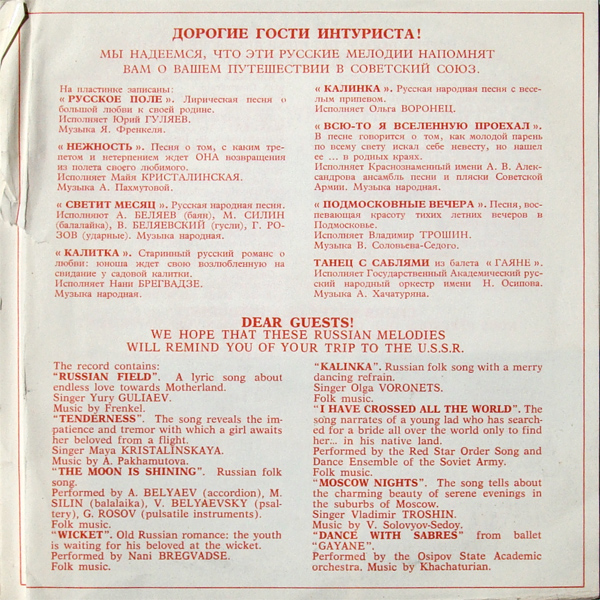 ДОРОГИЕ ГОСТИ ИНТУРИСТА!
МЫ НАДЕЕМСЯ, ЧТО ЭТИ РУССКИЕ МЕЛОДИИ НАПОМНЯТ
ВАМ О ВАШЕМ ПУТЕШЕСТВИИ В СОВЕТСКИЙ СОЮЗ.
На пластинке записаны:
« РУССКОЕ ПОЛЕ ». Лирическая песня о
большой любви к своей родине.
Исполняет Юрий ГУЛЯЕВ.
Музыка Я. Френкеля.
« НЕЖНОСТЬ ». Песня о том, с каким тре-
петом и нетерпением ждет ОНА возвращения
из полета своего любимого.
Исполняет Майя КРИСТАЛИНСКАЯ.
Музыка А. Пахмутовой.
« СВЕТИТ МЕСЯЦ ». Русская народная песня.
Исполняют А. БЕЛЯЕВ (баян), М. СИЛИН
(балалайка), В. БЕЛЯЕВСКИЙ (гусли), Г. РО-
ЗОВ (ударные). Музыка народная.
« КАЛИТКА ». Старинный русский романс о
любви: юноша ждет свою возлюбленную на
свидание у садовой калитки.
Исполняет Нани БРЕГВАДЗЕ.
Музыка народная.
« КАЛИНКА ». Русская народная песня с весе-
лым припевом.
Исполняет Ольга ВОРОНЕЦ.
« ВСЮ-ТО Я ВСЕЛЕННУЮ ПРОЕХАЛ ».
В песне говорится о том, как молодой парень
по всему свету искал себе невесту, но нашел
ее ... в родных краях.
Исполняет Краснознаменный имени А. В. Алек-
сандрова ансамбль песни и пляски Советской
Армии. Музыка народная.
« ПОДМОСКОВНЫЕ ВЕЧЕРА ». Песня, вос-
певающая красоту тихих летних вечеров в
Подмосковье.
Исполняет Владимир ТРОШИН.
Музыка В. Соловьева-Седого.
ТАНЕЦ С САБЛЯМИ из балета « ГАЯНЕ ».
Исполняет Государственный Академический рус-
ский народный оркестр имени Н. Осипова.
Музыка А. Хачатуряна.
DEAR GUESTS!
WE HOPE THAT THESE RUSSIAN MELODIES
WILL REMIND YOU OF YOUR TRIP TO THE U.S.S.R.
The record contains:
"RUSSIAN FIELD". A lyric song about
endless love towards Motherland.
Singer Yury GULIAEV.
Music by Frenkel.
"TENDERNESS". The song reveals the im-
patience and tremor with which a girl awaits
her beloved from a flight.
Singer Maya KRISTALINSKAYA.
Music by A. Pakhamutova.
"THE MOON IS SHINING". Russian folk
song.
Performed by A. BELYAEV (accordion), M.
SILIN (balalaika), V. BELYAEVSKY (psal-
tery), G. ROSOV (pulsatile instruments).
Folk music.
"WICKET". Old Russian romance: the youth
is waiting for his beloved at the wicket.
Performed by Nani BREGVADSE.
Folk music.
"KALINKA". Russian folk song with a merry
dancing refrain.
Singer Olga VORONETS.
Folk music.
"I HAVE CROSSED ALL THE WORLD". The
song narrates of a young lad who has search-
ed for a bride all over the world only to find
her... in his native land.
Performed by the Red Star Order Song and
Dance Ensemble of the Soviet Army.
Folk music.
"MOSCOW NIGHTS". The song tells about
the charming beauty of serene evenings in
the suburbs of Moscow.
Singer Vladimir TROSHIN.
Music by V. Solovyov-Sedoy.
"DANCE WITH SABRES" from ballet
"GAYANE".
Performed by the Osipov State Academic
orchestra. Music by Khachaturian.